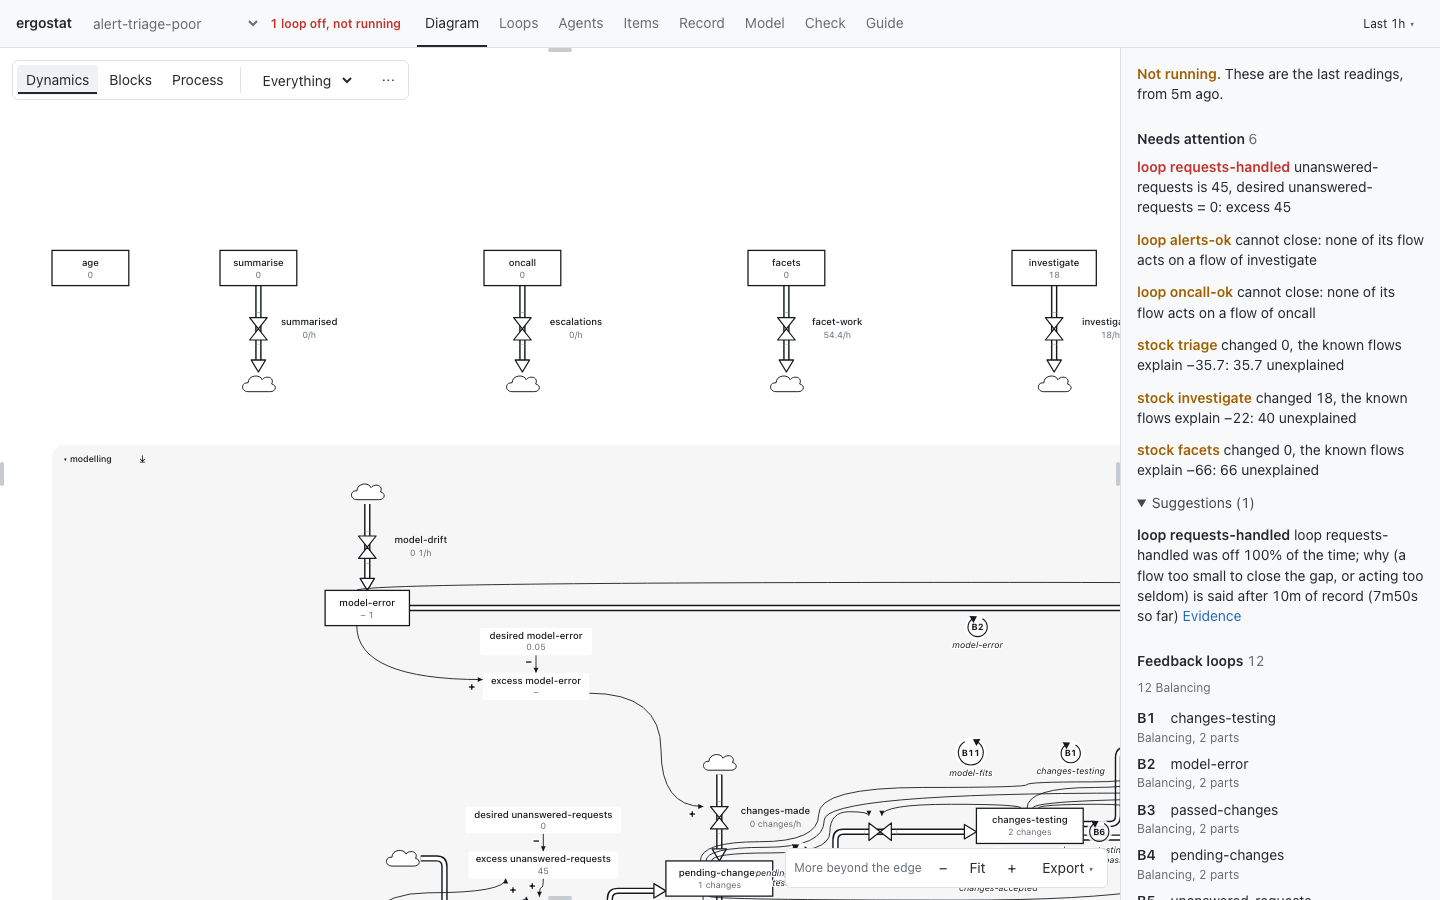 ergostat
alert-triage-poor
1 loop off, not running
Diagram
Loops
Agents
Items
Record
Model
Check
Guide
Last 1h
Dynamics
Blocks
Process
Everything
...
age
0
summarise
0
oncall
0
facets
0
investigate
18
summarised
0/h
escalations
0/h
facet-work
54.4/h
18/h
modelling
model-drift
0 1/h
model-error
– 1
B2
model-error
desired model-error
0.05
–
+
excess model-error
–
B11
model-fits
B1
changes-testing
changes-made
0 changes/h
+
desired unanswered-requests
0
–
excess unanswered-requests
45
+
+
changes-testing
2 changes
B6
pending-change
1 changes
changes-accepted
More beyond the edge
−
Fit
+
Export
Not running. These are the last readings,
from 5m ago.
Needs attention 6
loop requests-handled unanswered-
requests is 45, desired unanswered-
requests = 0: excess 45
loop alerts-ok cannot close: none of its flow
acts on a flow of investigate
loop oncall-ok cannot close: none of its
flow acts on a flow of oncall
stock triage changed 0, the known flows
explain −35.7: 35.7 unexplained
stock investigate changed 18, the known
flows explain −22: 40 unexplained
stock facets changed 0, the known flows
explain −66: 66 unexplained
Suggestions (1)
loop requests-handled loop requests-
handled was off 100% of the time; why (a
flow too small to close the gap, or acting too
seldom) is said after 10m of record (7m50s
so far) Evidence
Feedback loops 12
12 Balancing
B1 changes-testing
Balancing, 2 parts
B2 model-error
Balancing, 2 parts
B3 passed-changes
Balancing, 2 parts
B4 pending-changes
Balancing, 2 parts